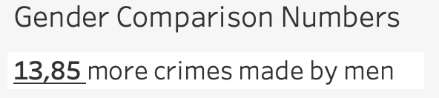 Gender Comparison Numbers
13,85 more crimes made by men